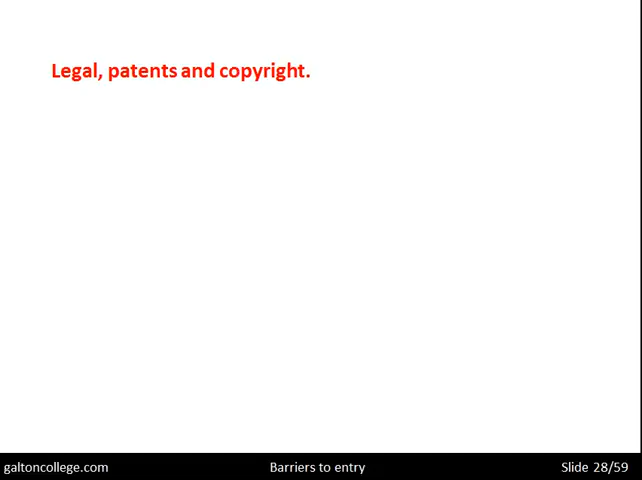 Legal, patents and copyright.
galtoncollege.com
Barriers to entry
Slide 28/59